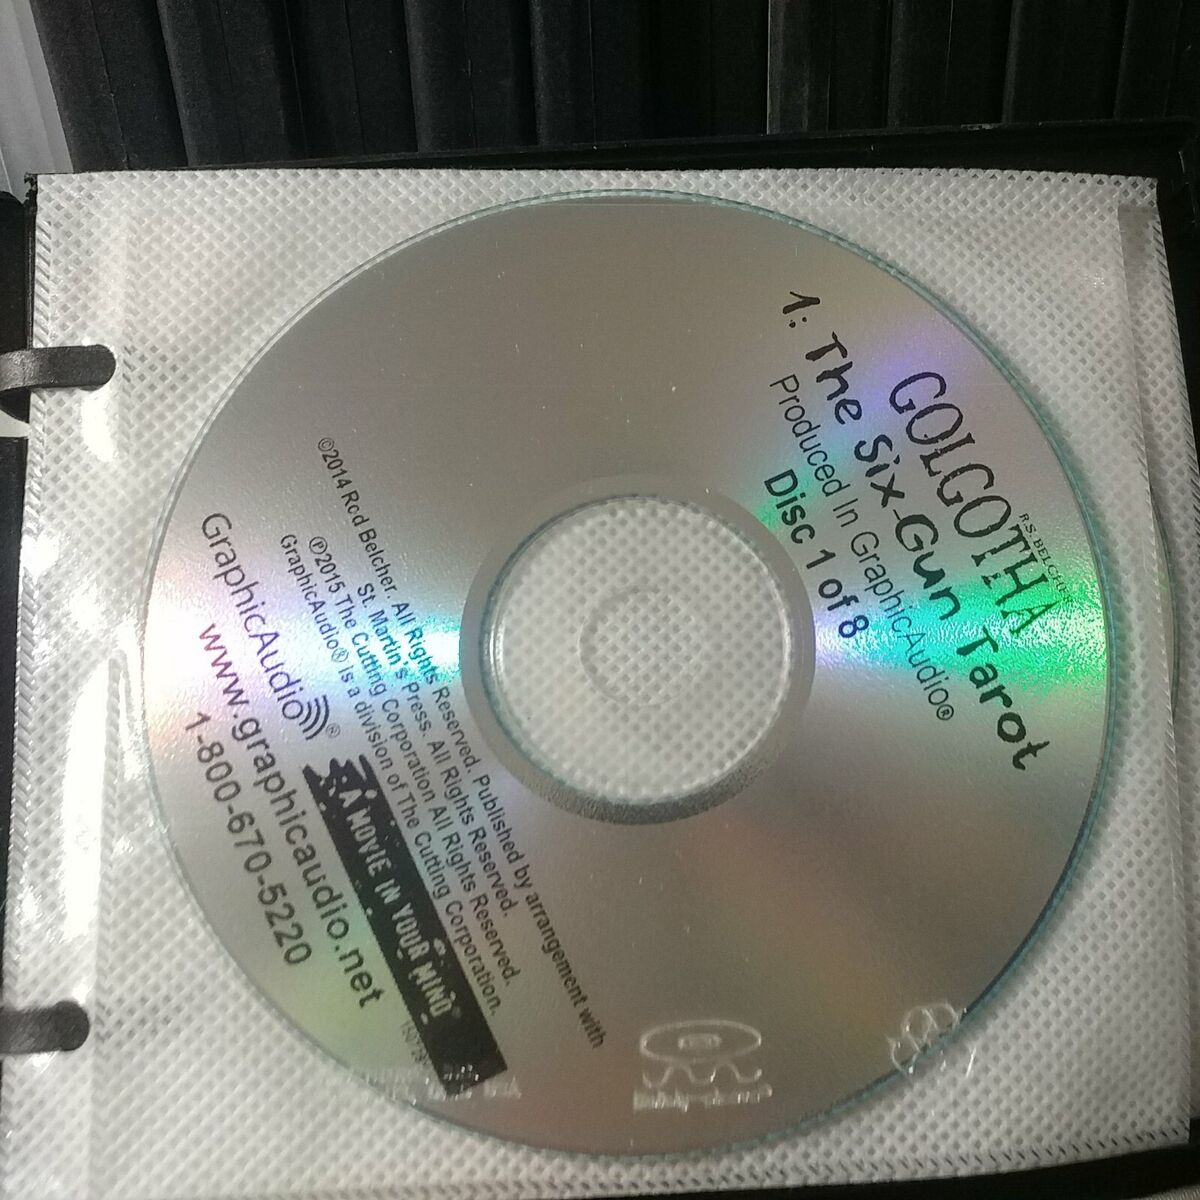 GOLGOTHA
1: The Six-Gun Tarot
Produced In GraphicAudio®
Disc 1 of 8
©2014 Rod Belcher. All Rights Reserved. Published by arrangement with
St. Martin's Press. All Rights Reserved.
℗2015 The Cutting Corporation All Rights Reserved.
GraphicAudio® is a division of The Cutting Corporation.
GraphicAudio®
A MOVIE IN YOUR MIND®
www.graphicaudio.net
1-800-670-5220